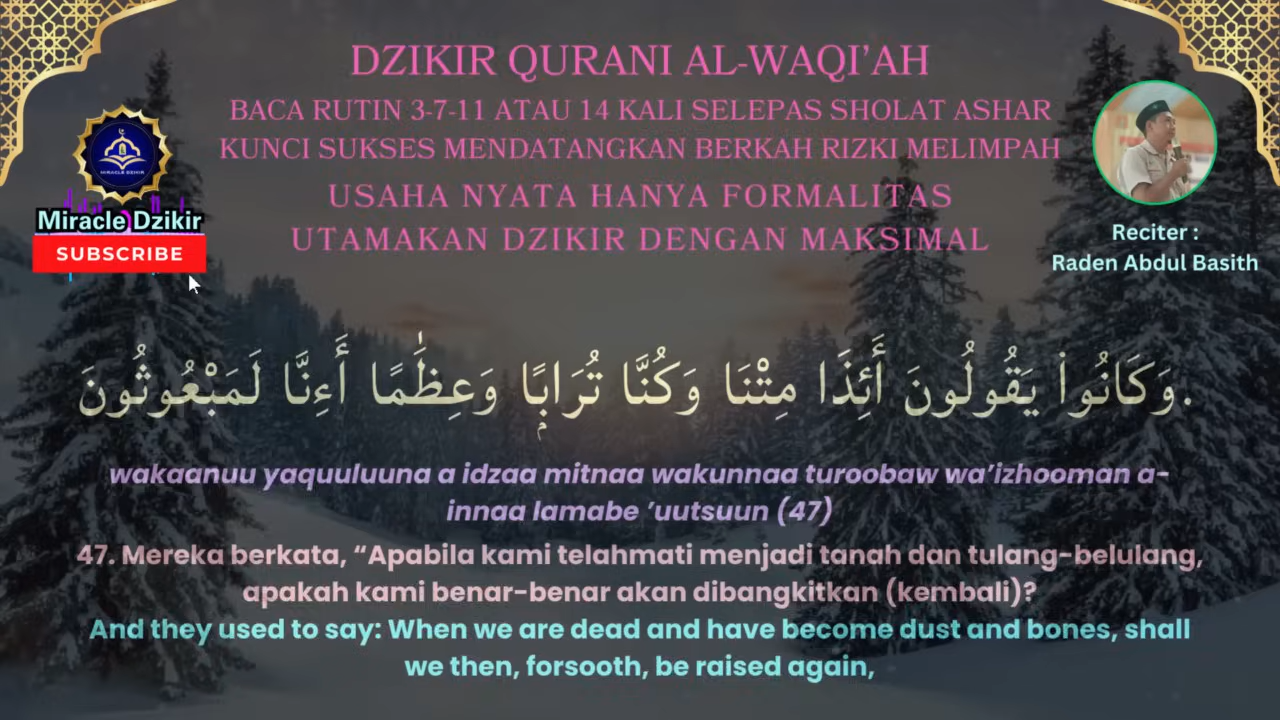 DZIKIR QURANI AL-WAQI'AH
BACA RUTIN 3-7-11 ATAU 14 KALI SELEPAS SHOLAT ASHAR
KUNCI SUKSES MENDATANGKAN BERKAH RIZKI MELIMPAH
USAHA NYATA HANYA FORMALITAS
UTAMAKAN DZIKIR DENGAN MAKSIMAL
MIRACLE DZIKIR
Miracle Dzikir
SUBSCRIBE
Reciter :
Raden Abdul Basith
وَكَانُوا۟ يَقُولُونَ أَئِذَا مِتْنَا وَكُنَّا تُرَابًۭا وَعِظَٰمًا أَءِنَّا لَمَبْعُوثُونَ.
wakaanuu yaquuluuna a idzaa mitnaa wakunnaa turoobaw wa'izhooman a-
innaa lamabe 'uutsuun (47)
47. Mereka berkata, “Apabila kami telahmati menjadi tanah dan tulang-belulang,
apakah kami benar-benar akan dibangkitkan (kembali)?
And they used to say: When we are dead and have become dust and bones, shall
we then, forsooth, be raised again,